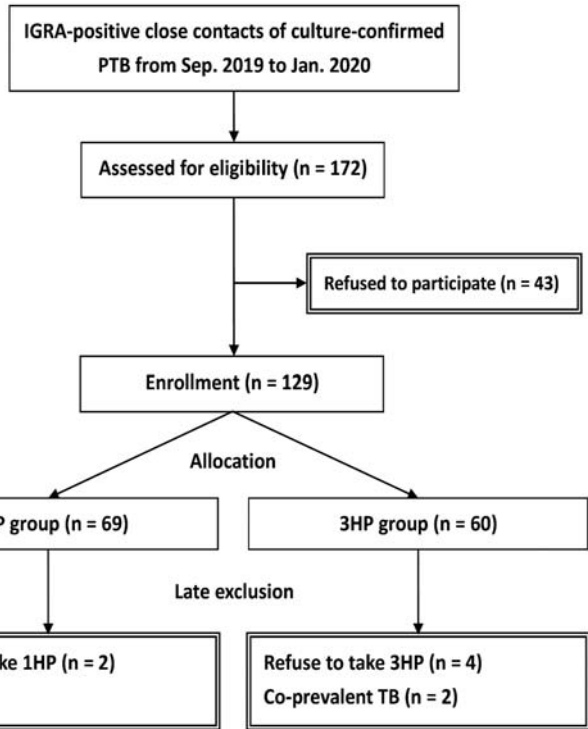 IGRA-positive close contacts of culture-confirmed
PTB from Sep. 2019 to Jan. 2020
Assessed for eligibility (n = 172)
Refused to participate (n = 43)
Enrollment (n = 129)
Allocation
group (n = 69)
3HP group (n = 60)
Late exclusion
1HP (n = 2)
Refuse to take 3HP (n = 4)
Co-prevalent TB (n = 2)